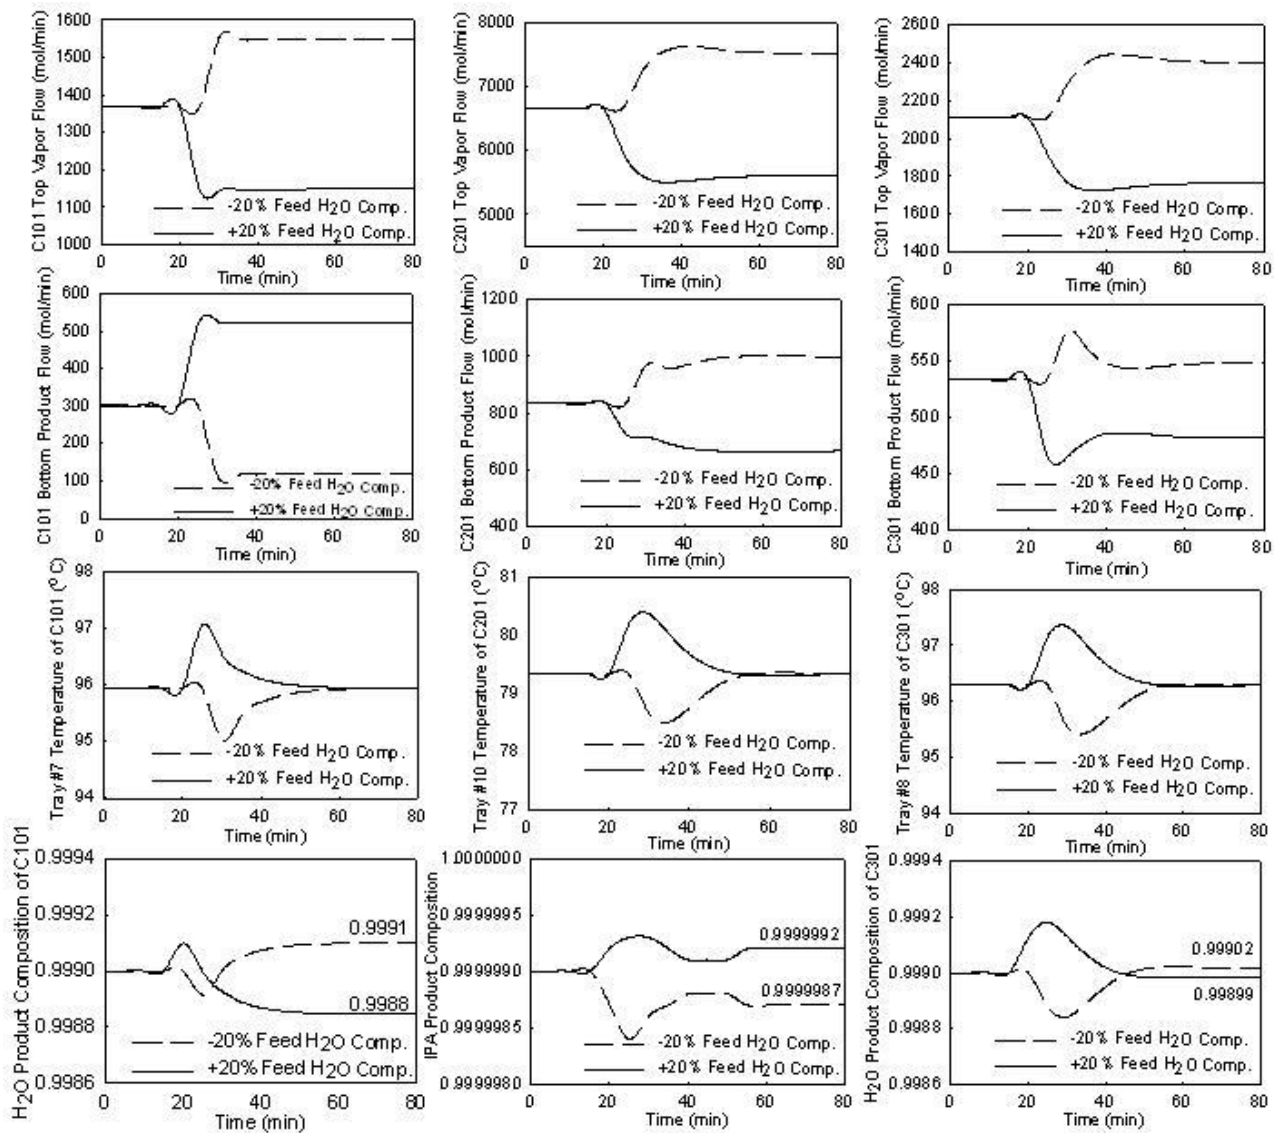 C101 Top Vapor Flow (mol/min)
1600
1500
1400
1300
1200
1100
1000
-20% Feed H2O Comp.
+20% Feed H2O Comp.
0 20 40 60 80
Time (min)
C201 Top Vapor Flow (mol/min)
8000
7000
6000
5000
-20% Feed H2O Comp.
+20% Feed H2O Comp.
0 20 40 60 80
Time (min)
C301 Top Vapor Flow (mol/min)
2600
2400
2200
2000
1800
1600
1400
-20% Feed H2O Comp.
+20% Feed H2O Comp.
0 20 40 60 80
Time (min)
C101 Bottom Product Flow (mol/min)
600
500
400
300
200
100
0
-20% Feed H2O Comp.
+20% Feed H2O Comp.
0 20 40 60 80
Time (min)
C201 Bottom Product Flow (mol/min)
1200
1000
800
600
400
-20% Feed H2O Comp.
+20% Feed H2O Comp.
0 20 40 60 80
Time (min)
C301 Bottom Product Flow (mol/min)
600
550
500
450
400
-20% Feed H2O Comp.
+20% Feed H2O Comp.
0 20 40 60 80
Time (min)
Tray #7 Temperature of C101 (°C)
98
97
96
95
94
-20% Feed H2O Comp.
+20% Feed H2O Comp.
0 20 40 60 80
Time (min)
Tray #10 Temperature of C201 (°C)
81
80
79
78
77
-20% Feed H2O Comp.
+20% Feed H2O Comp.
0 20 40 60 80
Time (min)
Tray #8 Temperature of C301 (°C)
98
97
96
95
94
-20% Feed H2O Comp.
+20% Feed H2O Comp.
0 20 40 60 80
Time (min)
H2O Product Composition of C101
0.9994
0.9992
0.9990
0.9988
0.9986
0.9991
0.9988
-20% Feed H2O Comp.
+20% Feed H2O Comp.
0 20 40 60 80
Time (min)
IPA Product Composition
1.0000000
0.9999995
0.9999990
0.9999985
0.9999980
0.9999992
0.9999987
-20% Feed H2O Comp.
+20% Feed H2O Comp.
0 20 40 60 80
Time (min)
H2O Product Composition of C301
0.9994
0.9992
0.9990
0.9988
0.9986
0.99902
0.99899
-20% Feed H2O Comp.
+20% Feed H2O Comp.
0 20 40 60 80
Time (min)